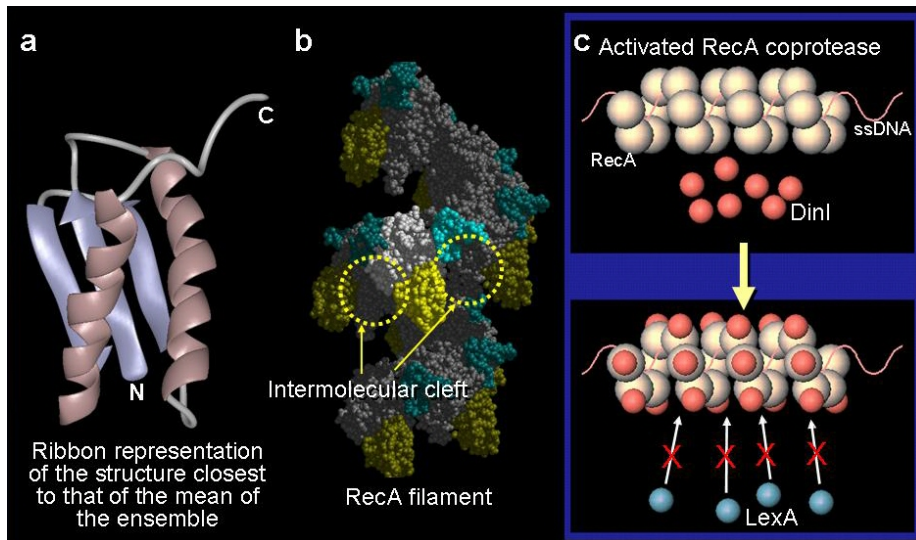 a
C
N
Ribbon representation
of the structure closest
to that of the mean of
the ensemble
b
Intermolecular cleft
RecA filament
c Activated RecA coprotease
ssDNA
RecA
DinI
X X X X
LexA